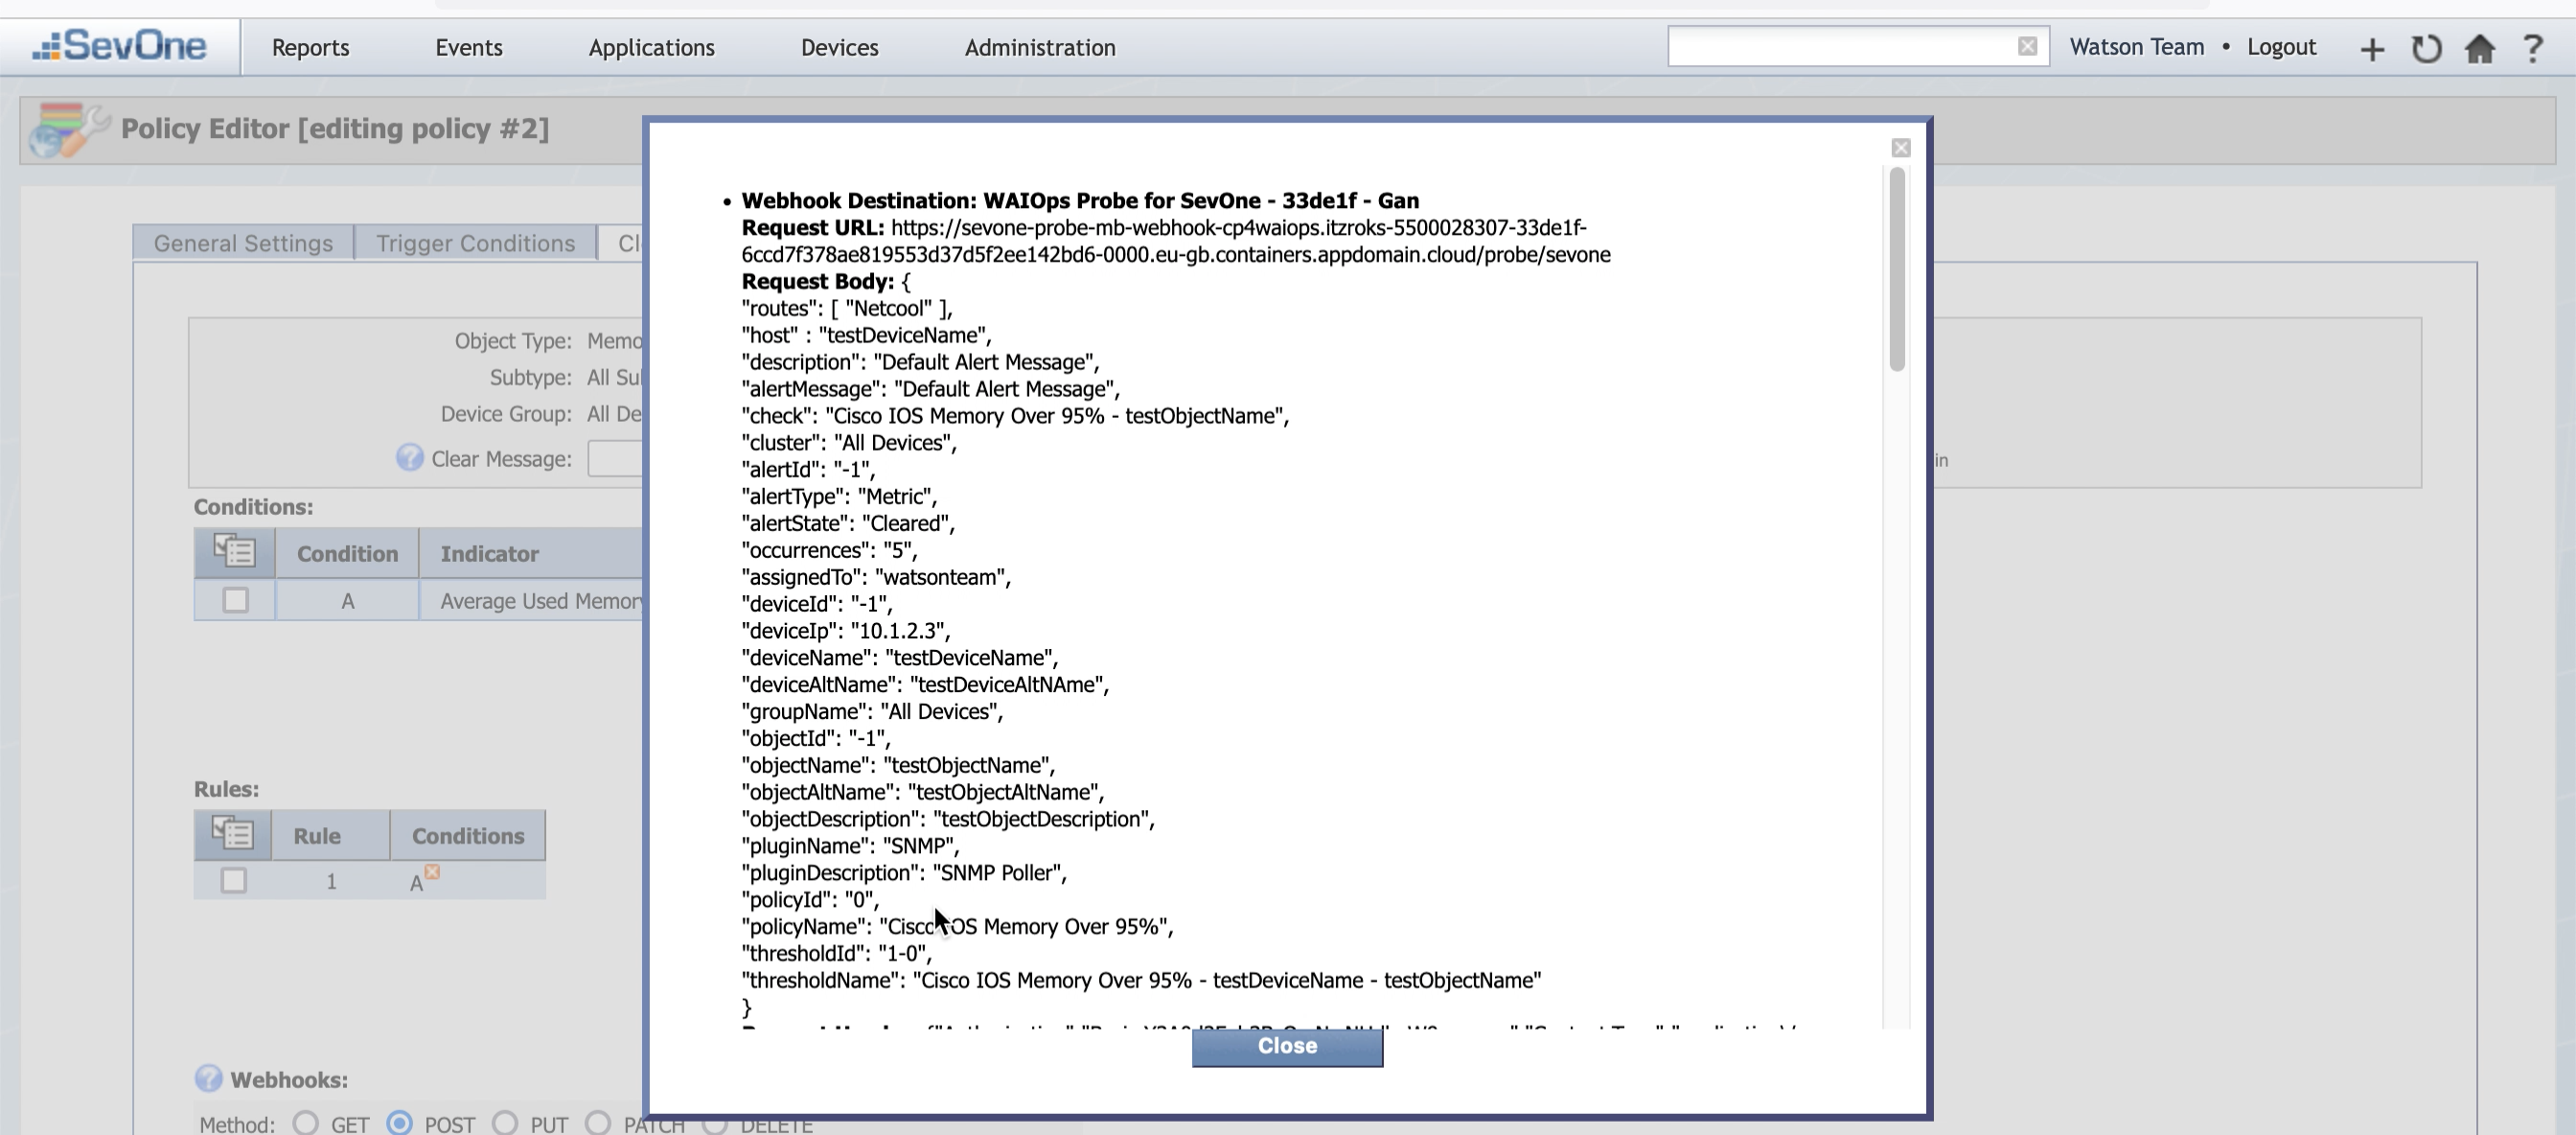 SevOne
Reports
Events
Applications
Devices
Administration
Watson Team • Logout
Policy Editor [editing policy #2]
General Settings
Trigger Conditions
Object Type:
Subtype:
Device Group:
Clear Message:
in
Conditions:
Condition Indicator
A Average Used Memory
Rules:
Rule Conditions
1 A
Webhooks:
Method: GET POST PUT PATCH DELETE
• Webhook Destination: WAIOps Probe for SevOne - 33de1f - Gan
Request URL: https://sevone-probe-mb-webhook-cp4waiops.itzroks-5500028307-33de1f-
6ccd7f378ae819553d37d5f2ee142bd6-0000.eu-gb.containers.appdomain.cloud/probe/sevone
Request Body: {
"routes": [ "Netcool" ],
"host" : "testDeviceName",
"description": "Default Alert Message",
"alertMessage": "Default Alert Message",
"check": "Cisco IOS Memory Over 95% - testObjectName",
"cluster": "All Devices",
"alertId": "-1",
"alertType": "Metric",
"alertState": "Cleared",
"occurrences": "5",
"assignedTo": "watsonteam",
"deviceId": "-1",
"deviceIp": "10.1.2.3",
"deviceName": "testDeviceName",
"deviceAltName": "testDeviceAltNAme",
"groupName": "All Devices",
"objectId": "-1",
"objectName": "testObjectName",
"objectAltName": "testObjectAltName",
"objectDescription": "testObjectDescription",
"pluginName": "SNMP",
"pluginDescription": "SNMP Poller",
"policyId": "0",
"policyName": "Cisco IOS Memory Over 95%",
"thresholdId": "1-0",
"thresholdName": "Cisco IOS Memory Over 95% - testDeviceName - testObjectName"
}
Close